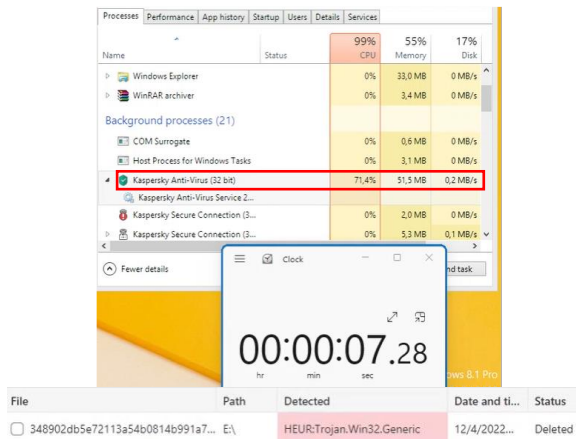 Processes Performance App history Startup Users Details Services
99% 55% 17%
Name Status CPU Memory Disk
Windows Explorer 0% 33,0 MB 0 MB/s
WinRAR archiver 0% 3,4 MB 0 MB/s
Background processes (21)
COM Surrogate 0% 0,6 MB 0 MB/s
Host Process for Windows Tasks 0% 3,1 MB 0 MB/s
Kaspersky Anti-Virus (32 bit) 71,4% 51,5 MB 0,2 MB/s
Kaspersky Anti-Virus Service 2...
Kaspersky Secure Connection (3... 0% 2,0 MB 0 MB/s
Kaspersky Secure Connection (3... 0% 5,3 MB 0,1 MB/s
Fewer details nd task
Clock
00:00:07.28
hr min sec
ows 8.1 Pro
File Path Detected Date and ti... Status
348902db5e72113a54b0814b991a7... E:\ HEUR:Trojan.Win32.Generic 12/4/2022... Deleted